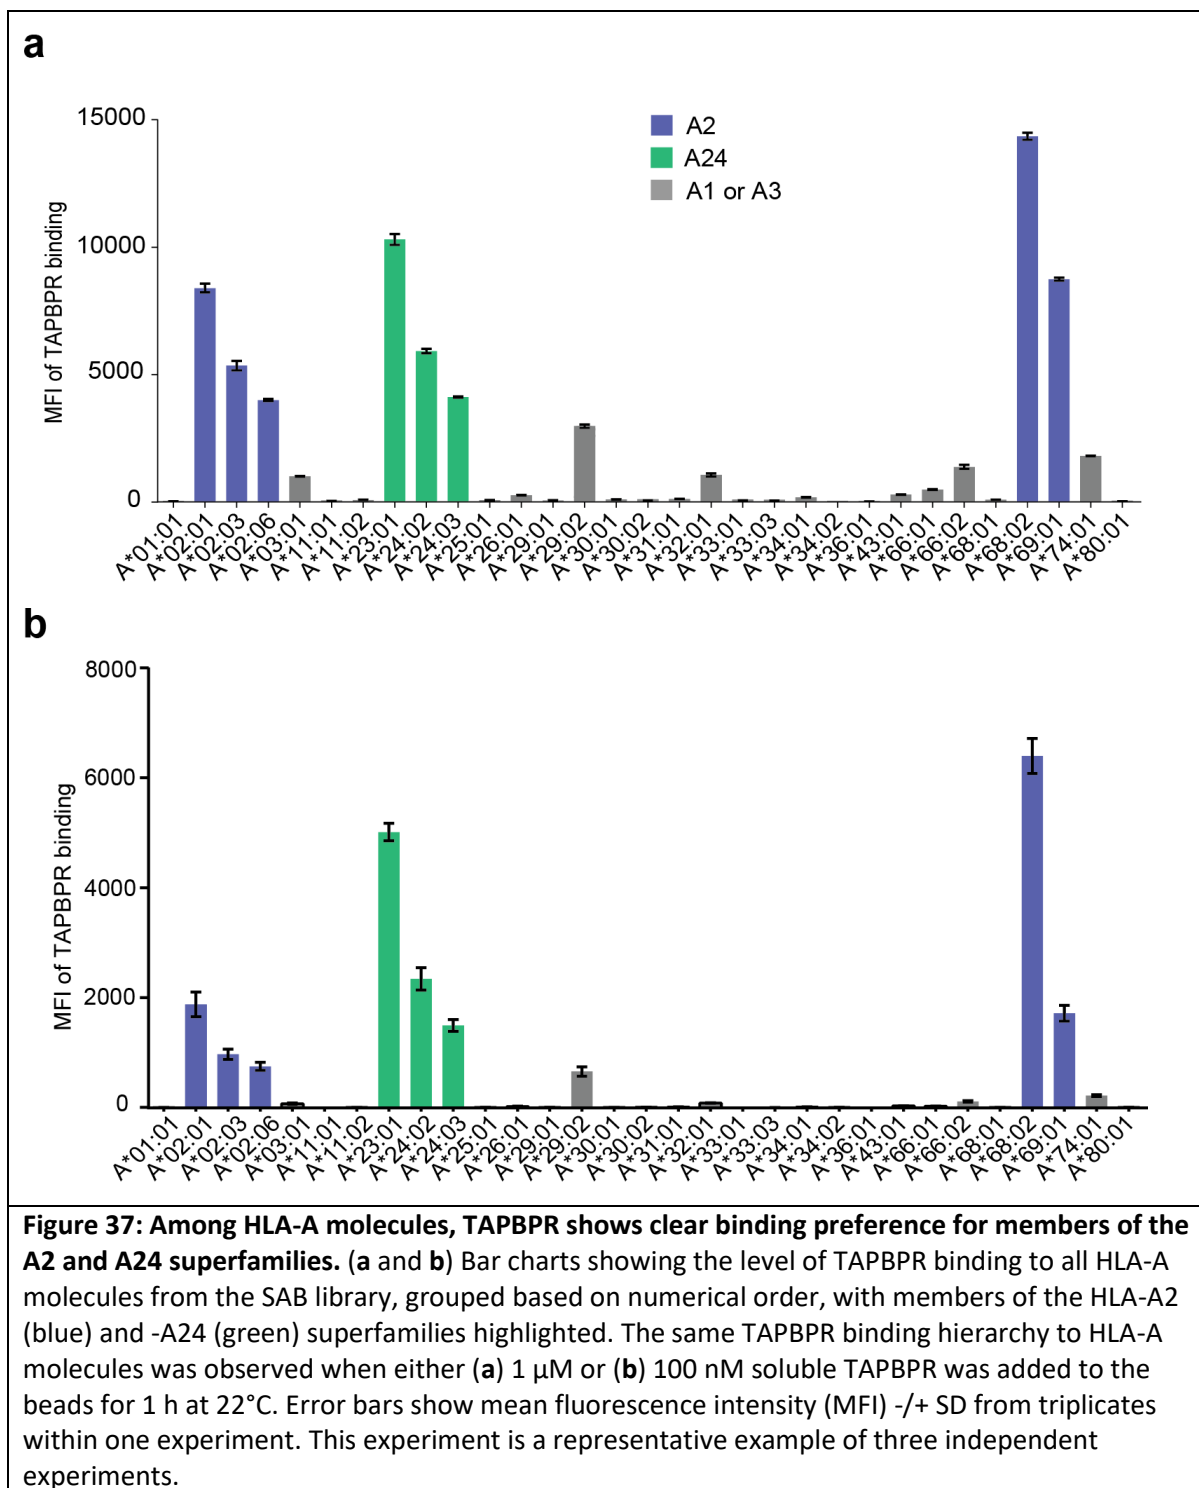 a
15000
10000
5000
0
MFI of TAPBPR binding
A2
A24
A1 or A3
A*01:01
A*02:01
A*02:03
A*02:06
A*03:01
A*11:01
A*11:02
A*23:01
A*24:02
A*24:03
A*25:01
A*26:01
A*29:01
A*29:02
A*30:01
A*30:02
A*31:01
A*32:01
A*33:01
A*33:03
A*34:01
A*34:02
A*36:01
A*43:01
A*66:01
A*66:02
A*68:01
A*68:02
A*69:01
A*74:01
A*80:01
b
8000
6000
4000
2000
0
MFI of TAPBPR binding
A*01:01
A*02:01
A*02:03
A*02:06
A*03:01
A*11:01
A*11:02
A*23:01
A*24:02
A*24:03
A*25:01
A*26:01
A*29:01
A*29:02
A*30:01
A*30:02
A*31:01
A*32:01
A*33:01
A*33:03
A*34:01
A*34:02
A*36:01
A*43:01
A*66:01
A*66:02
A*68:01
A*68:02
A*69:01
A*74:01
A*80:01
Figure 37: Among HLA-A molecules, TAPBPR shows clear binding preference for members of the
A2 and A24 superfamilies. (a and b) Bar charts showing the level of TAPBPR binding to all HLA-A
molecules from the SAB library, grouped based on numerical order, with members of the HLA-A2
(blue) and -A24 (green) superfamilies highlighted. The same TAPBPR binding hierarchy to HLA-A
molecules was observed when either (a) 1 µM or (b) 100 nM soluble TAPBPR was added to the
beads for 1 h at 22°C. Error bars show mean fluorescence intensity (MFI) -/+ SD from triplicates
within one experiment. This experiment is a representative example of three independent
experiments.